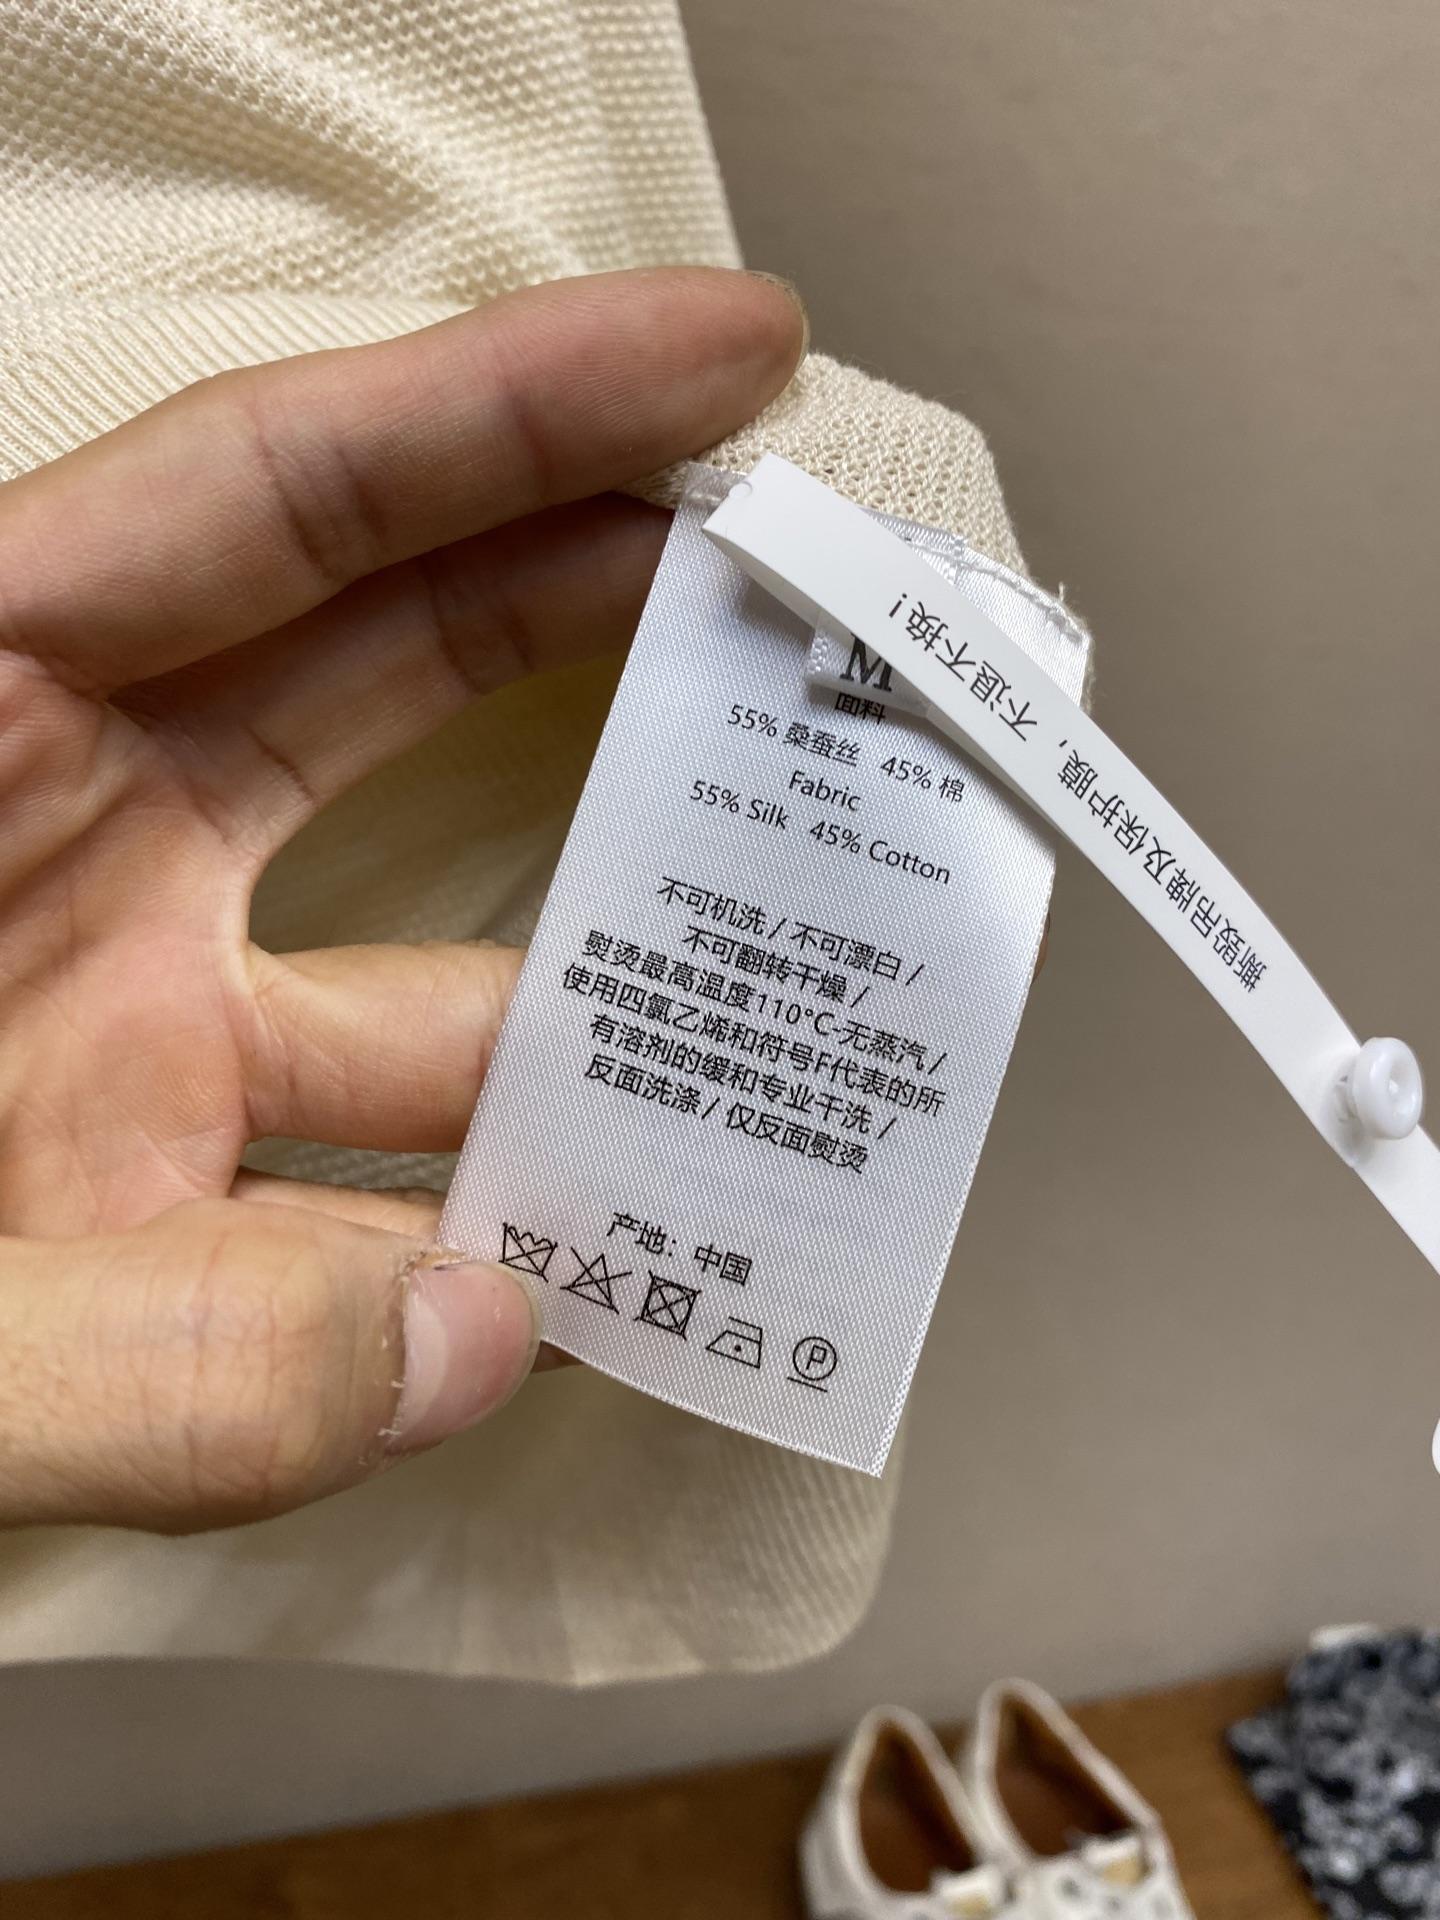 撕毁吊牌及保护膜，不退不换！
M
面料
55% 桑蚕丝 45% 棉
Fabric
55% Silk 45% Cotton
不可机洗 / 不可漂白 /
不可翻转干燥 /
熨烫最高温度110°C-无蒸汽 /
使用四氯乙烯和符号F代表的所
有溶剂的缓和专业干洗 /
反面洗涤 / 仅反面熨烫
产地：中国
P